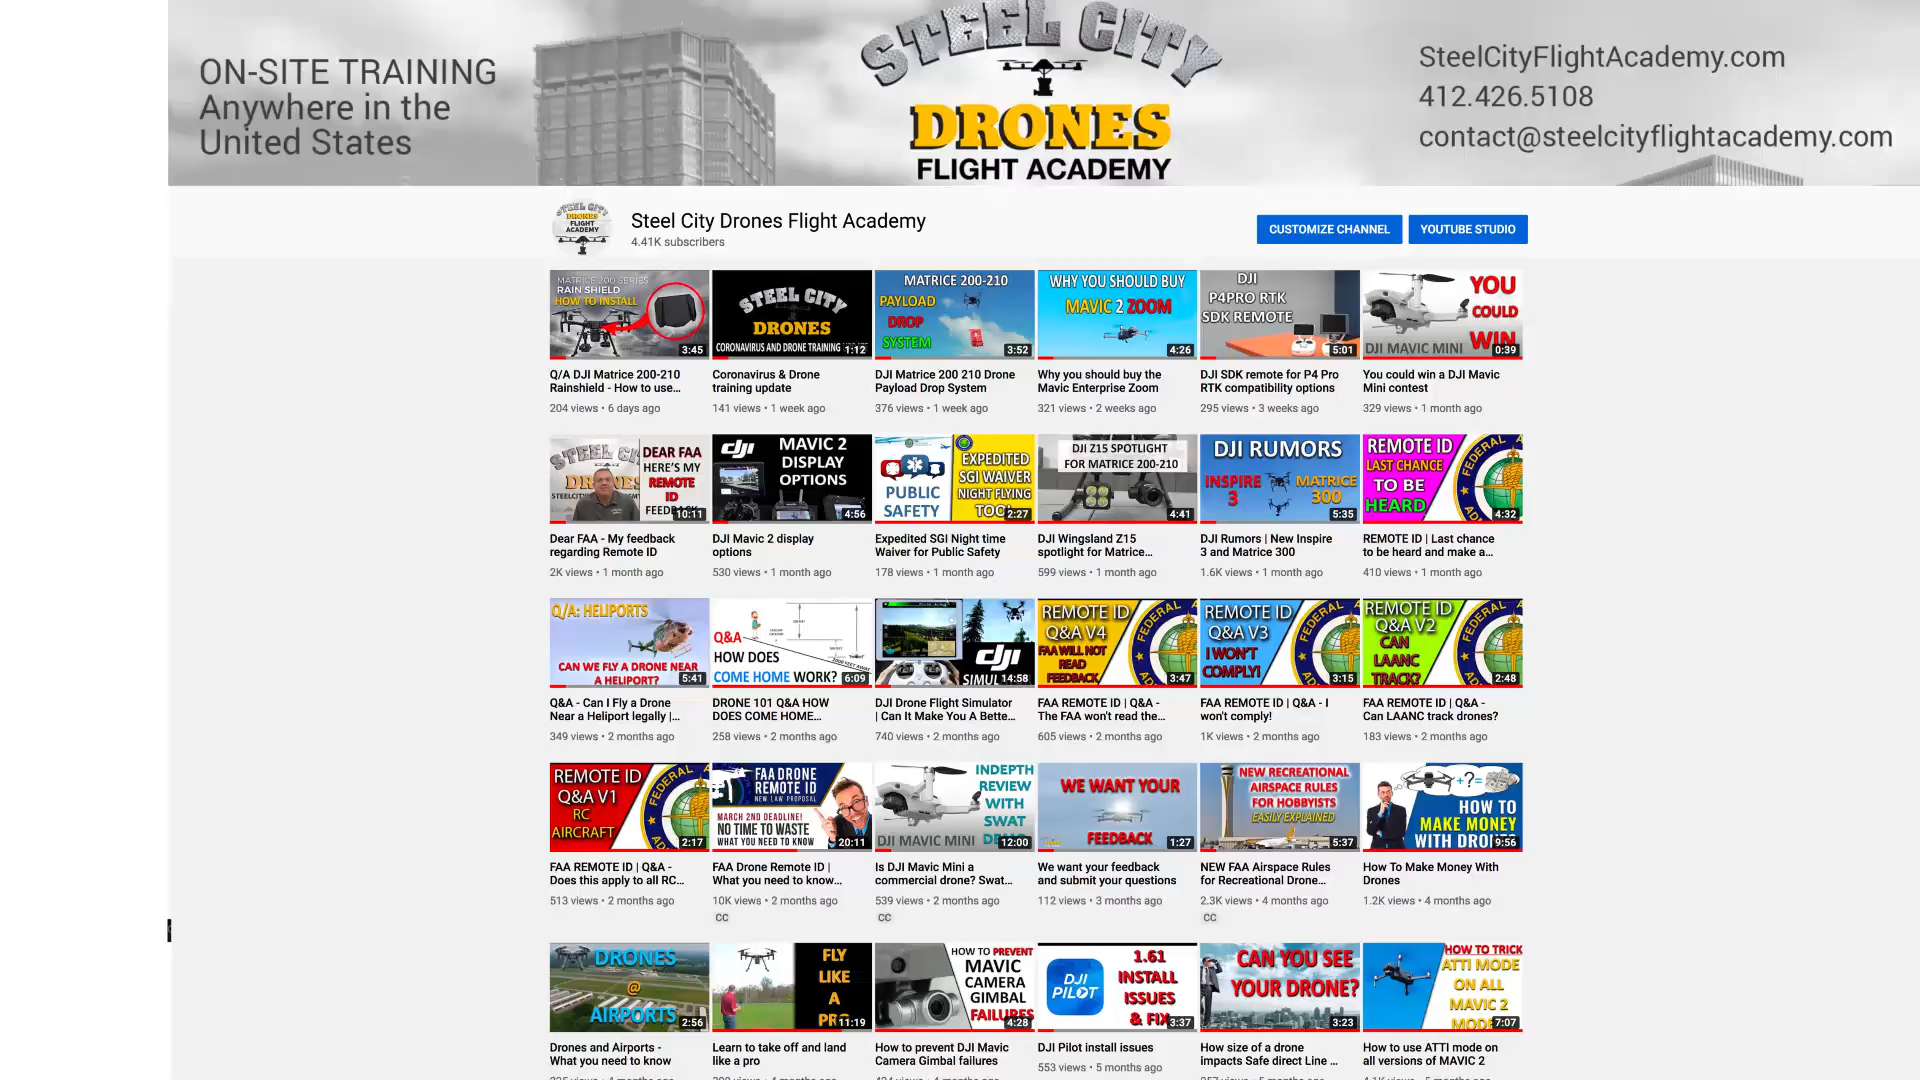 ON-SITE TRAINING
Anywhere in the
United States
STEEL CITY
DRONES
FLIGHT ACADEMY
SteelCityFlightAcademy.com
412.426.5108
contact@steelcityflightacademy.com
STEEL CITY
DRONES
FLIGHT
ACADEMY
Steel City Drones Flight Academy
4.41K subscribers
CUSTOMIZE CHANNEL
YOUTUBE STUDIO
MATRICE 200 SERIES
RAIN SHIELD
HOW TO INSTALL
3:45
Q/A DJI Matrice 200-210
Rainshield - How to use...
204 views • 6 days ago
STEEL CITY
DRONES
CORONAVIRUS AND DRONE TRAINING
1:12
Coronavirus & Drone
training update
141 views • 1 week ago
MATRICE 200-210
PAYLOAD
DROP
SYSTEM
3:52
DJI Matrice 200 210 Drone
Payload Drop System
376 views • 1 week ago
WHY YOU SHOULD BUY
MAVIC 2 ZOOM
4:26
Why you should buy the
Mavic Enterprise Zoom
321 views • 2 weeks ago
DJI
P4PRO RTK
SDK REMOTE
5:01
DJI SDK remote for P4 Pro
RTK compatibility options
295 views • 3 weeks ago
YOU
COULD
WIN
DJI MAVIC MINI
0:39
You could win a DJI Mavic
Mini contest
329 views • 1 month ago
DEAR FAA
HERE'S MY
REMOTE
ID
FEEDBACK
10:11
Dear FAA - My feedback
regarding Remote ID
2K views • 1 month ago
dji
MAVIC 2
DISPLAY
OPTIONS
4:56
DJI Mavic 2 display
options
530 views • 1 month ago
PUBLIC
SAFETY
EXPEDITED
SGI WAIVER
NIGHT FLYING
2:27
Expedited SGI Night time
Waiver for Public Safety
178 views • 1 month ago
DJI Z15 SPOTLIGHT
FOR MATRICE 200-210
4:41
DJI Wingsland Z15
spotlight for Matrice...
599 views • 1 month ago
DJI RUMORS
INSPIRE
3
MATRICE
300
5:35
DJI Rumors | New Inspire
3 and Matrice 300
1.6K views • 1 month ago
REMOTE ID
LAST CHANCE
TO BE
HEARD
FEDERAL
4:32
REMOTE ID | Last chance
to be heard and make a...
410 views • 1 month ago
Q/A: HELIPORTS
CAN WE FLY A DRONE NEAR
A HELIPORT?
5:41
Q&A - Can I Fly a Drone
Near a Heliport legally |...
349 views • 2 months ago
Q&A
HOW DOES
COME HOME WORK?
6:09
DRONE 101 Q&A HOW
DOES COME HOME...
258 views • 2 months ago
dji
SIMUL
14:58
DJI Drone Flight Simulator
| Can It Make You A Bette...
740 views • 2 months ago
REMOTE ID
Q&A V4
FAA WILL NOT
READ
FEEDBACK
FEDERAL
3:47
FAA REMOTE ID | Q&A -
The FAA won't read the...
605 views • 2 months ago
REMOTE ID
Q&A V3
I WON'T
COMPLY!
FEDERAL
3:15
FAA REMOTE ID | Q&A - I
won't comply!
1K views • 2 months ago
REMOTE ID
Q&A V2
CAN
LAANC
TRACK?
FEDERAL
2:48
FAA REMOTE ID | Q&A -
Can LAANC track drones?
183 views • 2 months ago
REMOTE ID
Q&A V1
RC
AIRCRAFT
FEDERAL
2:17
FAA REMOTE ID | Q&A -
Does this apply to all RC...
513 views • 2 months ago
FAA DRONE
REMOTE ID
NEW LAW PROPOSAL
MARCH 2ND DEADLINE!
NO TIME TO WASTE
WHAT YOU NEED TO KNOW
20:11
FAA Drone Remote ID |
What you need to know...
10K views • 2 months ago
CC
INDEPTH
REVIEW
WITH
SWAT
DJI MAVIC MINI
12:00
Is DJI Mavic Mini a
commercial drone? Swat...
539 views • 2 months ago
CC
WE WANT YOUR
FEEDBACK
1:27
We want your feedback
and submit your questions
112 views • 3 months ago
NEW RECREATIONAL
AIRSPACE RULES
FOR HOBBYISTS
EASILY EXPLAINED
5:37
NEW FAA Airspace Rules
for Recreational Drone...
2.3K views • 4 months ago
CC
+?=
HOW TO
MAKE MONEY
WITH DRONES
9:56
How To Make Money With
Drones
1.2K views • 4 months ago
DRONES
@
AIRPORTS
2:56
Drones and Airports -
What you need to know
FLY
LIKE
A
PRO
11:19
Learn to take off and land
like a pro
HOW TO PREVENT
MAVIC
CAMERA
GIMBAL
FAILURES
4:28
How to prevent DJI Mavic
Camera Gimbal failures
DJI
PILOT
1.61
INSTALL
ISSUES
& FIX
3:37
DJI Pilot install issues
553 views • 5 months ago
CAN YOU SEE
YOUR DRONE?
3:23
How size of a drone
impacts Safe direct Line ...
HOW TO TRICK
ATTI MODE
ON ALL
MAVIC 2
MODE
7:07
How to use ATTI mode on
all versions of MAVIC 2